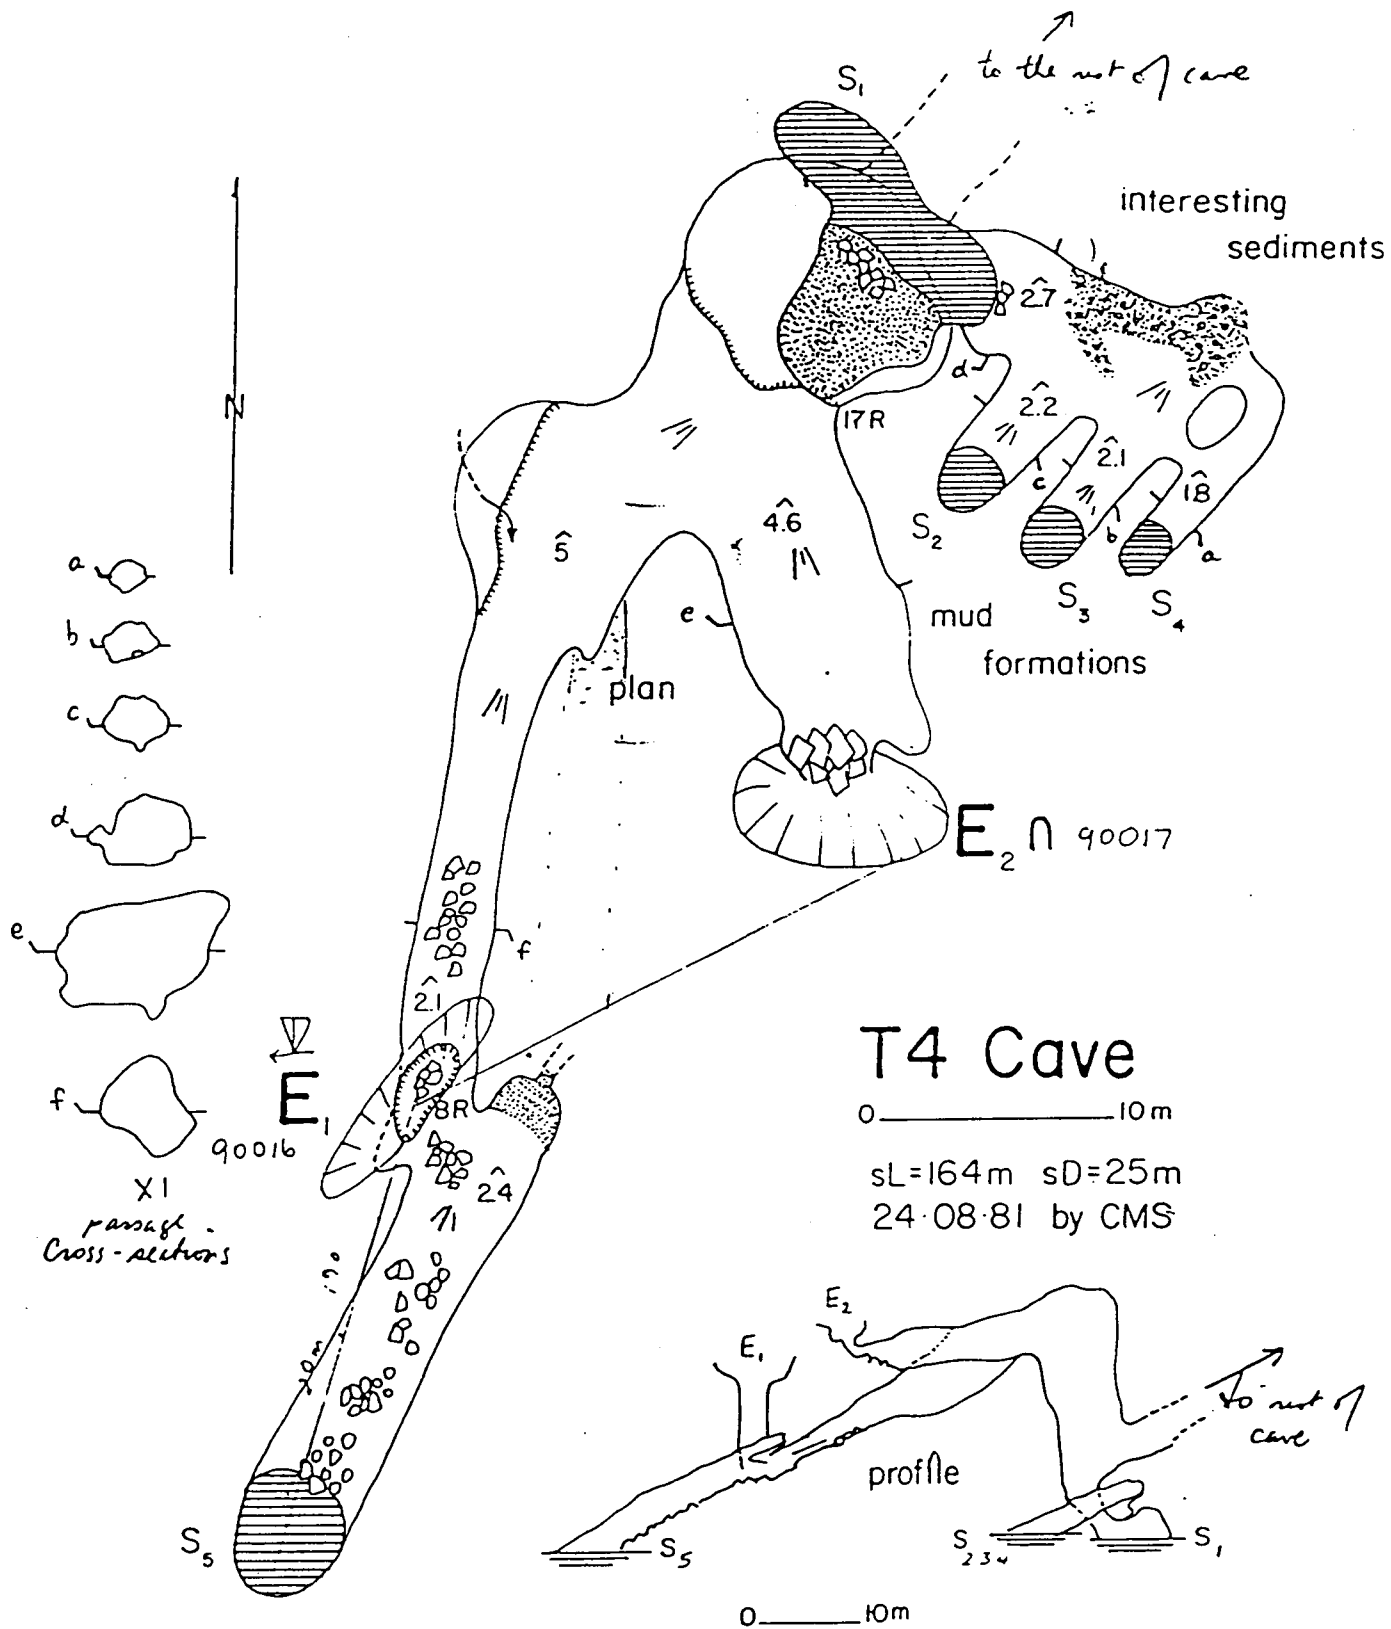 to the rest of cave
S₁
interesting
sediments
N
2.7
d
17R
2.2
c
2.1
b
1.8
a
S₂
S₃
S₄
5
4.6
e
mud
formations
plan
E₂ ∩ 90017
a
b
c
d
e
f
X1
passage
Cross-sections
f
2.1
E₁
90016
8R
2.4
20m
S₅
T4 Cave
0 10m
sL=164m sD=25m
24·08·81 by CMS
E₂
E₁
to rest of
cave
profile
S₅
S₂₃₄
S₁
0 10m